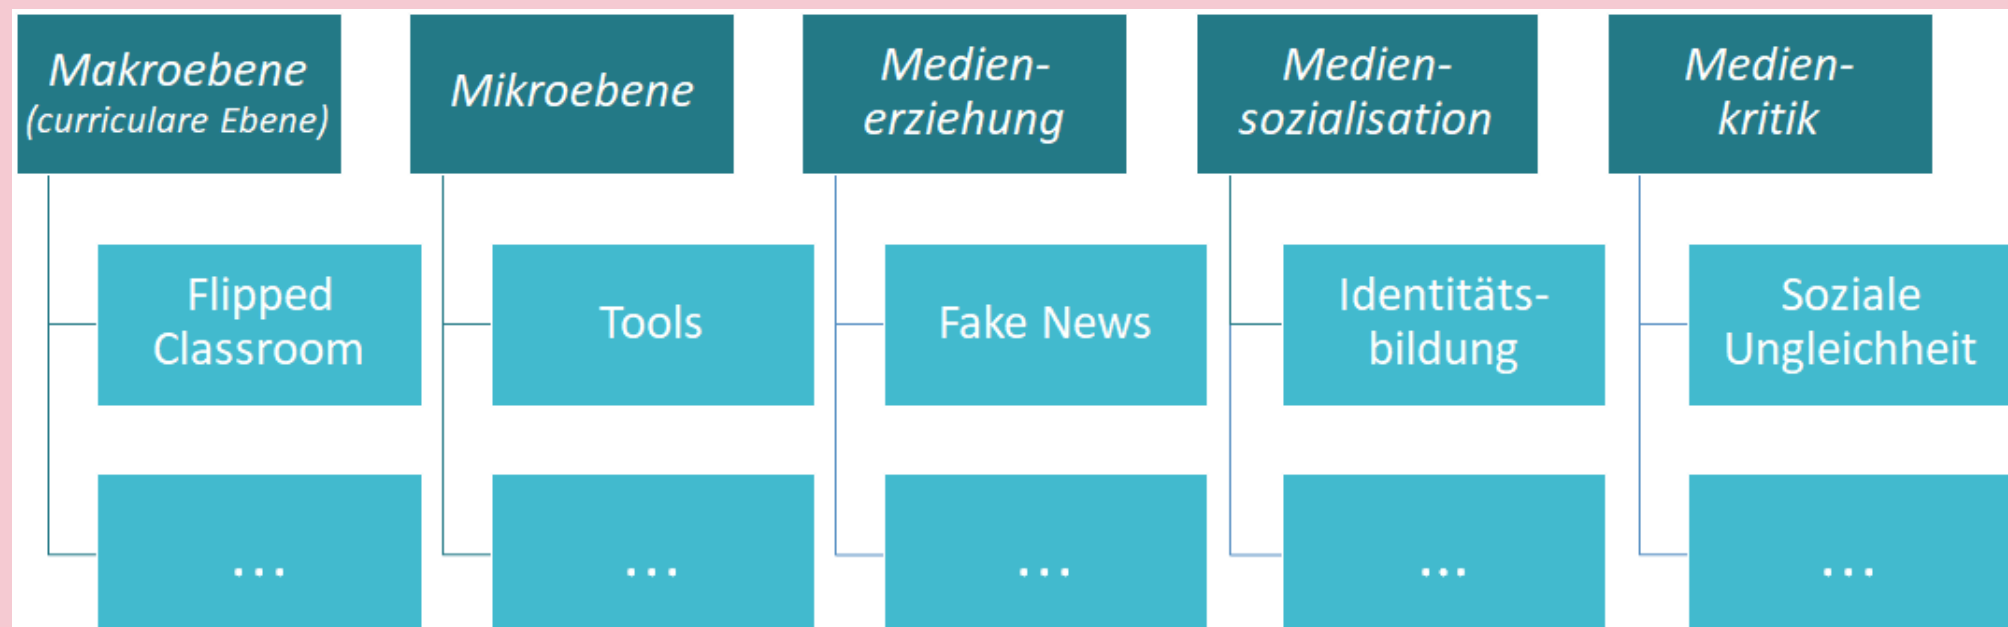 Makroebene
(curriculare Ebene)
Mikroebene
Medien-
erziehung
Medien-
sozialisation
Medien-
kritik
Flipped
Classroom
Tools
Fake News
Identitäts-
bildung
Soziale
Ungleichheit
...
...
...
...
...